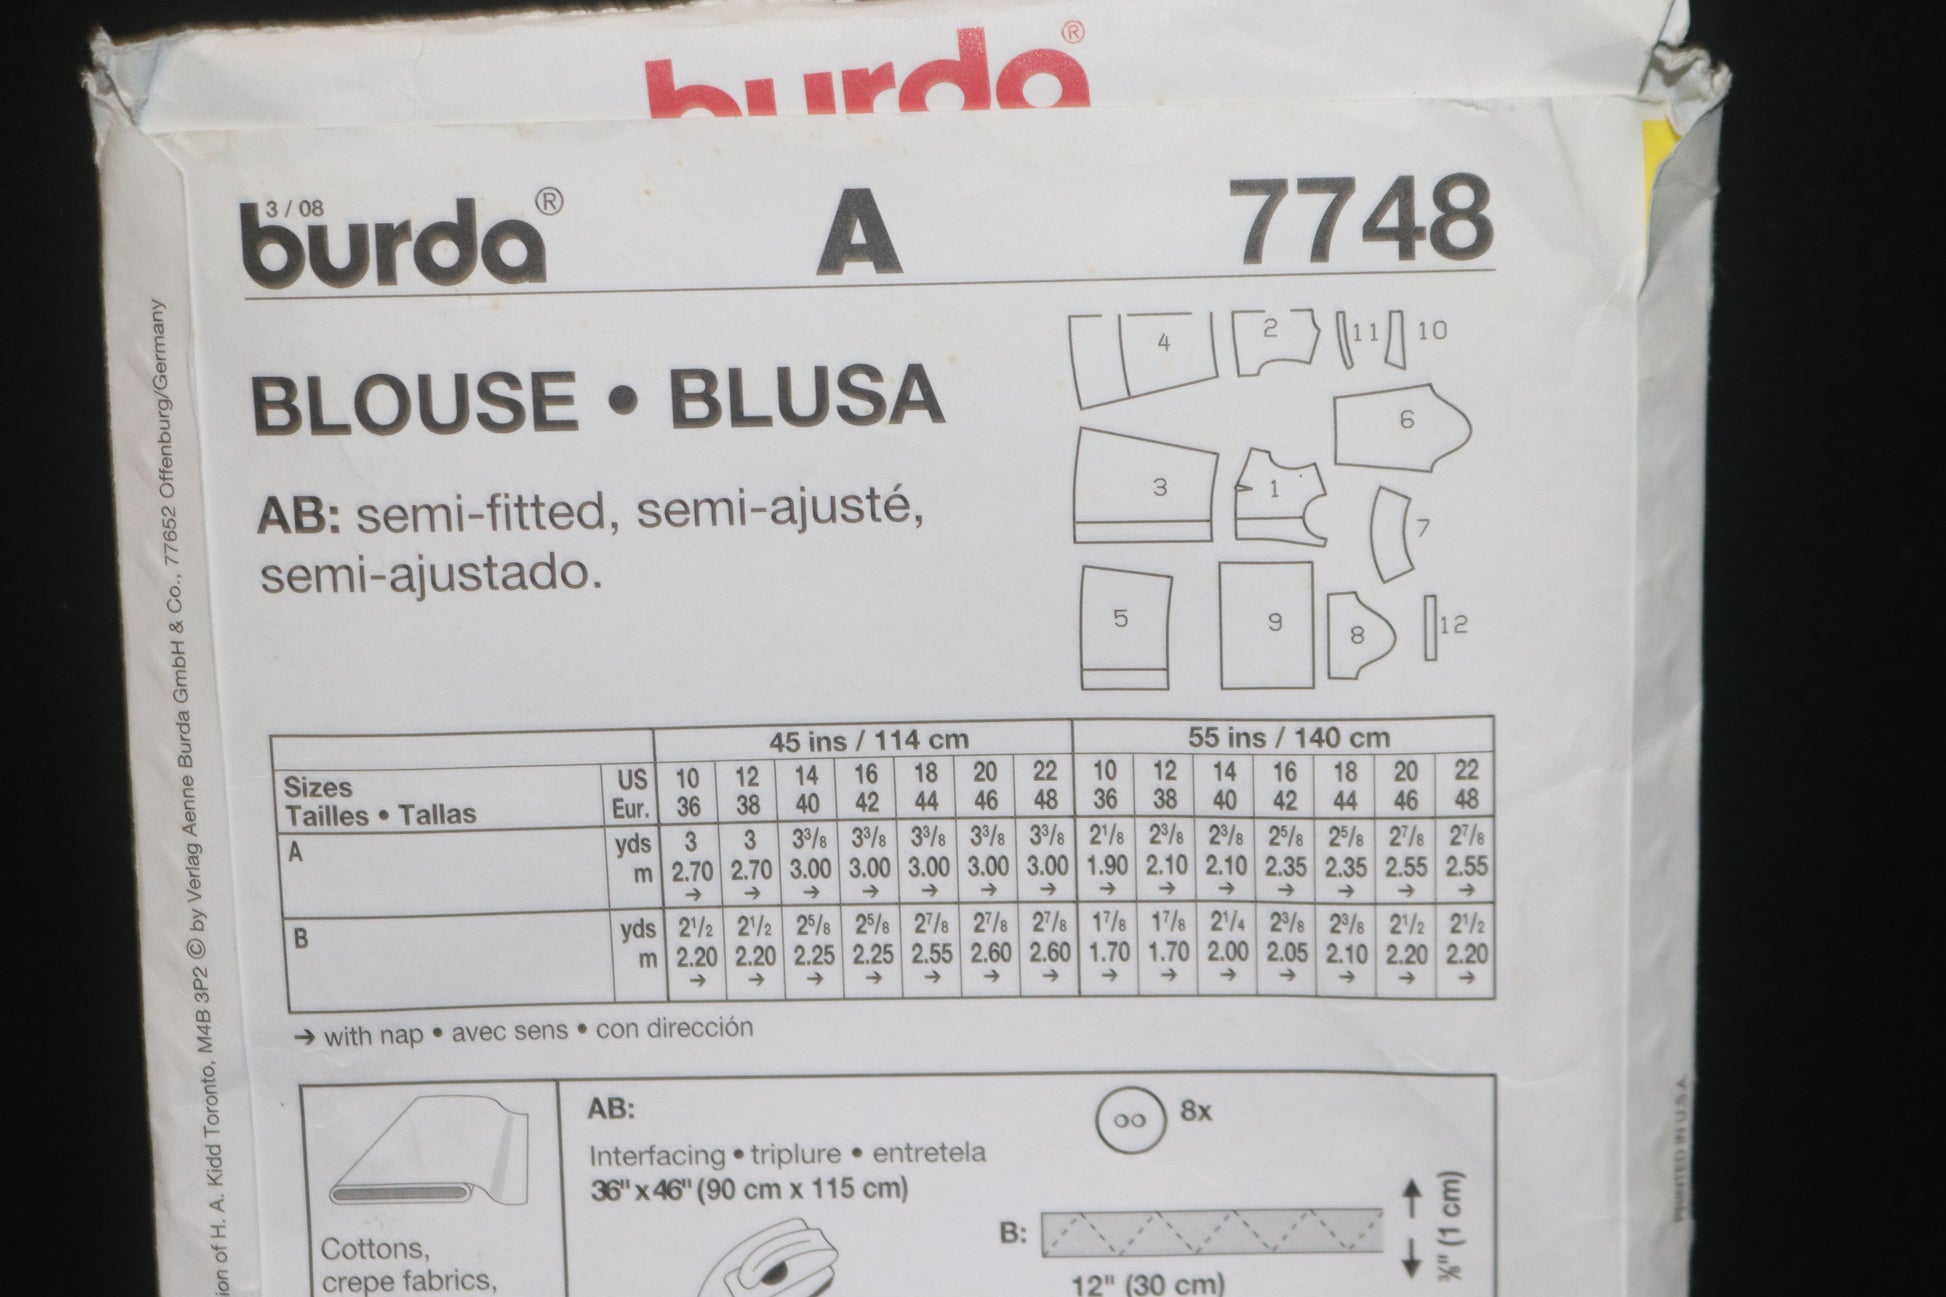 burda®
3 / 08
burda® A 7748
BLOUSE • BLUSA
AB: semi-fitted, semi-ajusté,
semi-ajustado.
4 2 11 10
6
3 1 7
5 9 8 12
45 ins / 114 cm 55 ins / 140 cm
Sizes US 10 12 14 16 18 20 22 10 12 14 16 18 20 22
Tailles • Tallas Eur. 36 38 40 42 44 46 48 36 38 40 42 44 46 48
A yds 3 3 3³/₈ 3³/₈ 3³/₈ 3³/₈ 3³/₈ 2¹/₈ 2³/₈ 2³/₈ 2⁵/₈ 2⁵/₈ 2⁷/₈ 2⁷/₈
m 2.70 2.70 3.00 3.00 3.00 3.00 3.00 1.90 2.10 2.10 2.35 2.35 2.55 2.55
→ → → → → → → → → → → → → →
B yds 2¹/₂ 2¹/₂ 2⁵/₈ 2⁵/₈ 2⁷/₈ 2⁷/₈ 2⁷/₈ 1⁷/₈ 1⁷/₈ 2¹/₄ 2³/₈ 2³/₈ 2¹/₂ 2¹/₂
m 2.20 2.20 2.25 2.25 2.55 2.60 2.60 1.70 1.70 2.00 2.05 2.10 2.20 2.20
→ → → → → → → → → → → → → →
→ with nap • avec sens • con dirección
AB:
8x
Interfacing • triplure • entretela
36" x 46" (90 cm x 115 cm)
B:
⅜" (1 cm)
12" (30 cm)
Cottons,
crepe fabrics,
ion of H. A. Kidd Toronto, M4B 3P2 © by Verlag Aenne Burda GmbH & Co., 77652 Offenburg/Germany
PRINTED IN U.S.A.